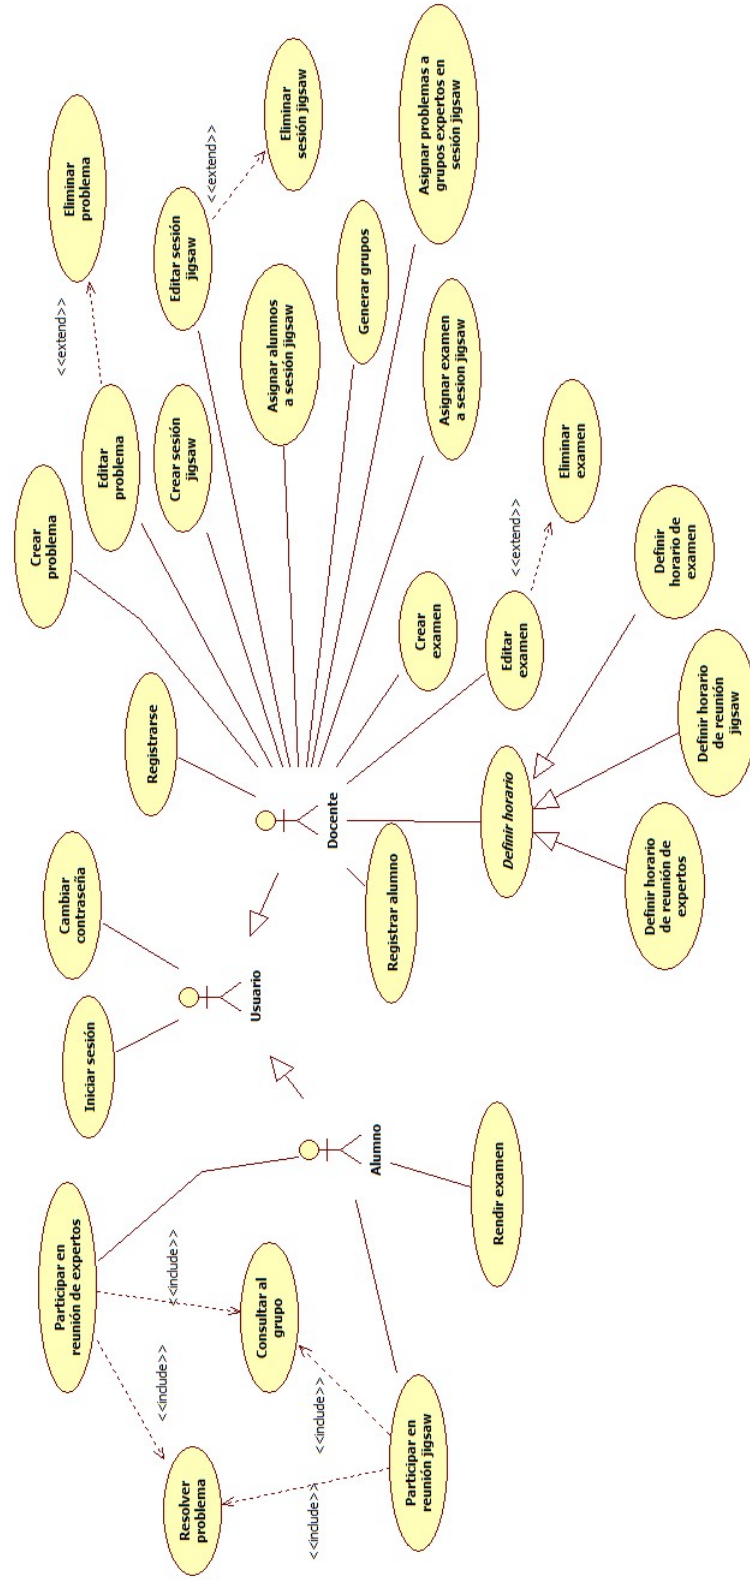 Crear
problema
Participar en
reunión de expertos
Cambiar
contraseña
<<extend>>
Eliminar
problema
Iniciar sesión
Editar
problema
Registrarse
<<include>>
<<include>>
Resolver
problema
Crear sesión
jigsaw
Editar sesión
jigsaw
<<extend>>
Usuario
Consultar al
grupo
Asignar alumnos
a sesión jigsaw
Eliminar
sesión jigsaw
<<include>>
<<include>>
Docente
Generar grupos
Alumno
Registrar alumno
Participar en
reunión jigsaw
Crear
examen
Asignar examen
a sesion jigsaw
Asignar problemas a
grupos expertos en
sesión jigsaw
Rendir examen
Definir horario
Editar
examen
<<extend>>
Eliminar
examen
Definir horario
de reunión de
expertos
Definir horario
de reunión
jigsaw
Definir
horario de
examen